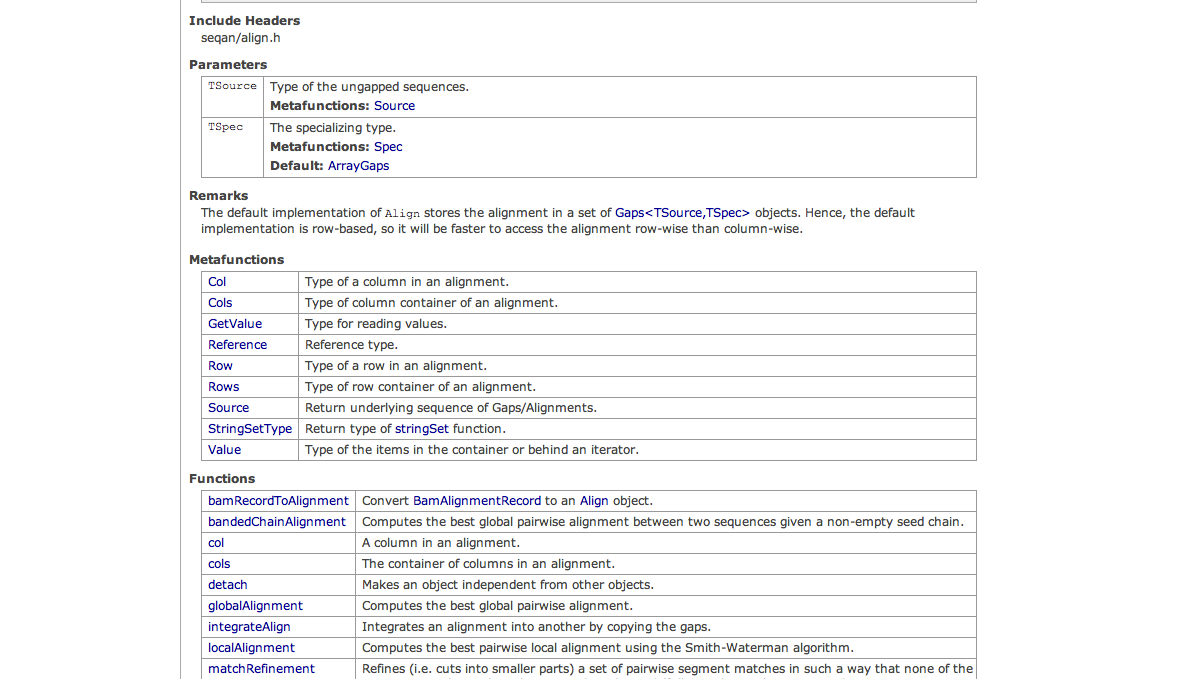 Include Headers
seqan/align.h
Parameters
TSource Type of the ungapped sequences.
Metafunctions: Source
TSpec The specializing type.
Metafunctions: Spec
Default: ArrayGaps
Remarks
The default implementation of Align stores the alignment in a set of Gaps<TSource,TSpec> objects. Hence, the default
implementation is row-based, so it will be faster to access the alignment row-wise than column-wise.
Metafunctions
Col Type of a column in an alignment.
Cols Type of column container of an alignment.
GetValue Type for reading values.
Reference Reference type.
Row Type of a row in an alignment.
Rows Type of row container of an alignment.
Source Return underlying sequence of Gaps/Alignments.
StringSetType Return type of stringSet function.
Value Type of the items in the container or behind an iterator.
Functions
bamRecordToAlignment Convert BamAlignmentRecord to an Align object.
bandedChainAlignment Computes the best global pairwise alignment between two sequences given a non-empty seed chain.
col A column in an alignment.
cols The container of columns in an alignment.
detach Makes an object independent from other objects.
globalAlignment Computes the best global pairwise alignment.
integrateAlign Integrates an alignment into another by copying the gaps.
localAlignment Computes the best pairwise local alignment using the Smith-Waterman algorithm.
matchRefinement Refines (i.e. cuts into smaller parts) a set of pairwise segment matches in such a way that none of the